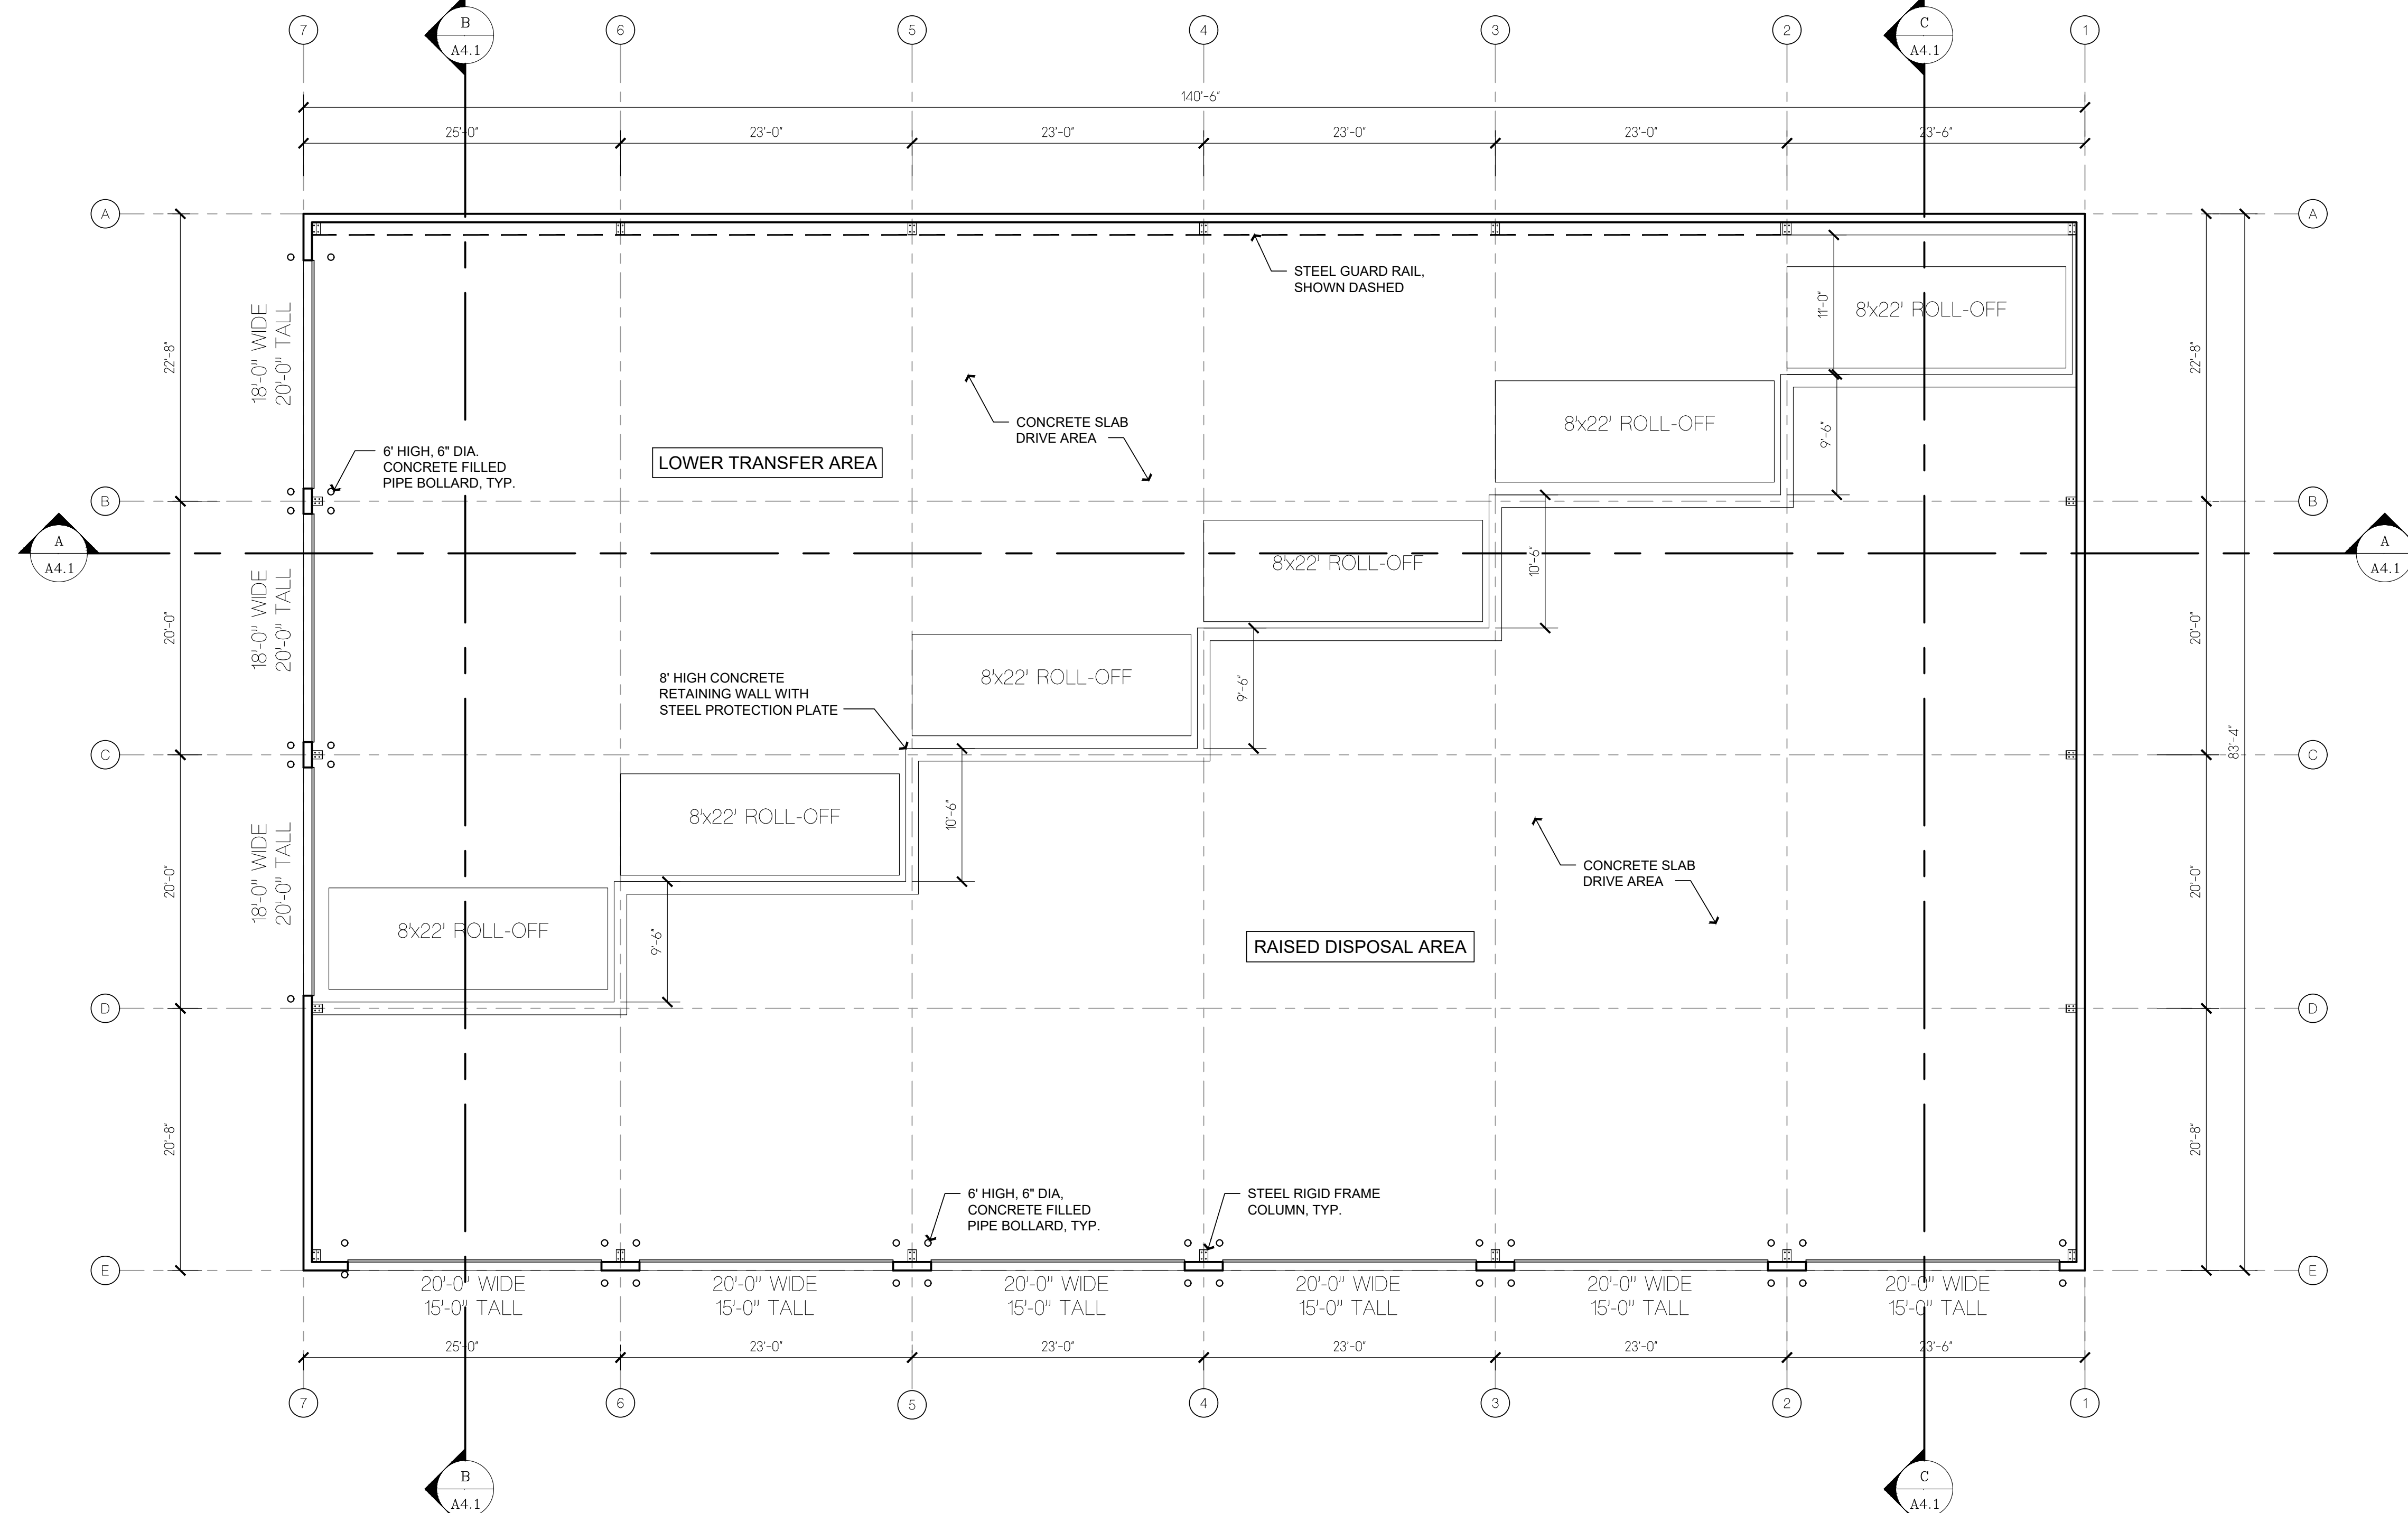 7
B
A4.1
6
5
4
3
2
C
A4.1
1
140'-6"
25'-0"
23'-0"
23'-0"
23'-0"
23'-0"
23'-6"
A
A
STEEL GUARD RAIL,
SHOWN DASHED
11'-0"
8'x22' ROLL-OFF
18'-0" WIDE
20'-0" TALL
22'-8"
22'-8"
CONCRETE SLAB
DRIVE AREA
8'x22' ROLL-OFF
9'-6"
6' HIGH, 6" DIA.
CONCRETE FILLED
PIPE BOLLARD, TYP.
LOWER TRANSFER AREA
B
B
A
A4.1
8'x22' ROLL-OFF
10'-6"
A
A4.1
18'-0" WIDE
20'-0" TALL
20'-0"
20'-0"
8'x22' ROLL-OFF
9'-6"
8' HIGH CONCRETE
RETAINING WALL WITH
STEEL PROTECTION PLATE
C
83'-4"
C
8'x22' ROLL-OFF
10'-6"
18'-0" WIDE
20'-0" TALL
20'-0"
20'-0"
CONCRETE SLAB
DRIVE AREA
8'x22' ROLL-OFF
9'-6"
RAISED DISPOSAL AREA
D
D
20'-8"
20'-8"
6' HIGH, 6" DIA,
CONCRETE FILLED
PIPE BOLLARD, TYP.
STEEL RIGID FRAME
COLUMN, TYP.
E
E
20'-0" WIDE
15'-0" TALL
20'-0" WIDE
15'-0" TALL
20'-0" WIDE
15'-0" TALL
20'-0" WIDE
15'-0" TALL
20'-0" WIDE
15'-0" TALL
20'-0" WIDE
15'-0" TALL
25'-0"
23'-0"
23'-0"
23'-0"
23'-0"
23'-6"
7
6
5
4
3
2
1
B
A4.1
C
A4.1